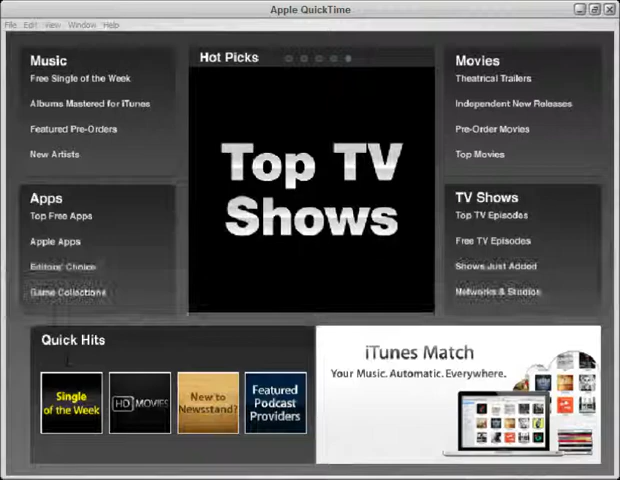 Apple QuickTime
File Edit View Window Help
Music
Free Single of the Week
Albums Mastered for iTunes
Featured Pre-Orders
New Artists
Apps
Top Free Apps
Apple Apps
Editors' Choice
Game Collections
Hot Picks
Top TV
Shows
Movies
Theatrical Trailers
Independent New Releases
Pre-Order Movies
Top Movies
TV Shows
Top TV Episodes
Free TV Episodes
Shows Just Added
Networks & Studios
Quick Hits
Single
of the Week
HD MOVIES
New to
Newsstand?
Featured
Podcast
Providers
iTunes Match
Your Music. Automatic. Everywhere.